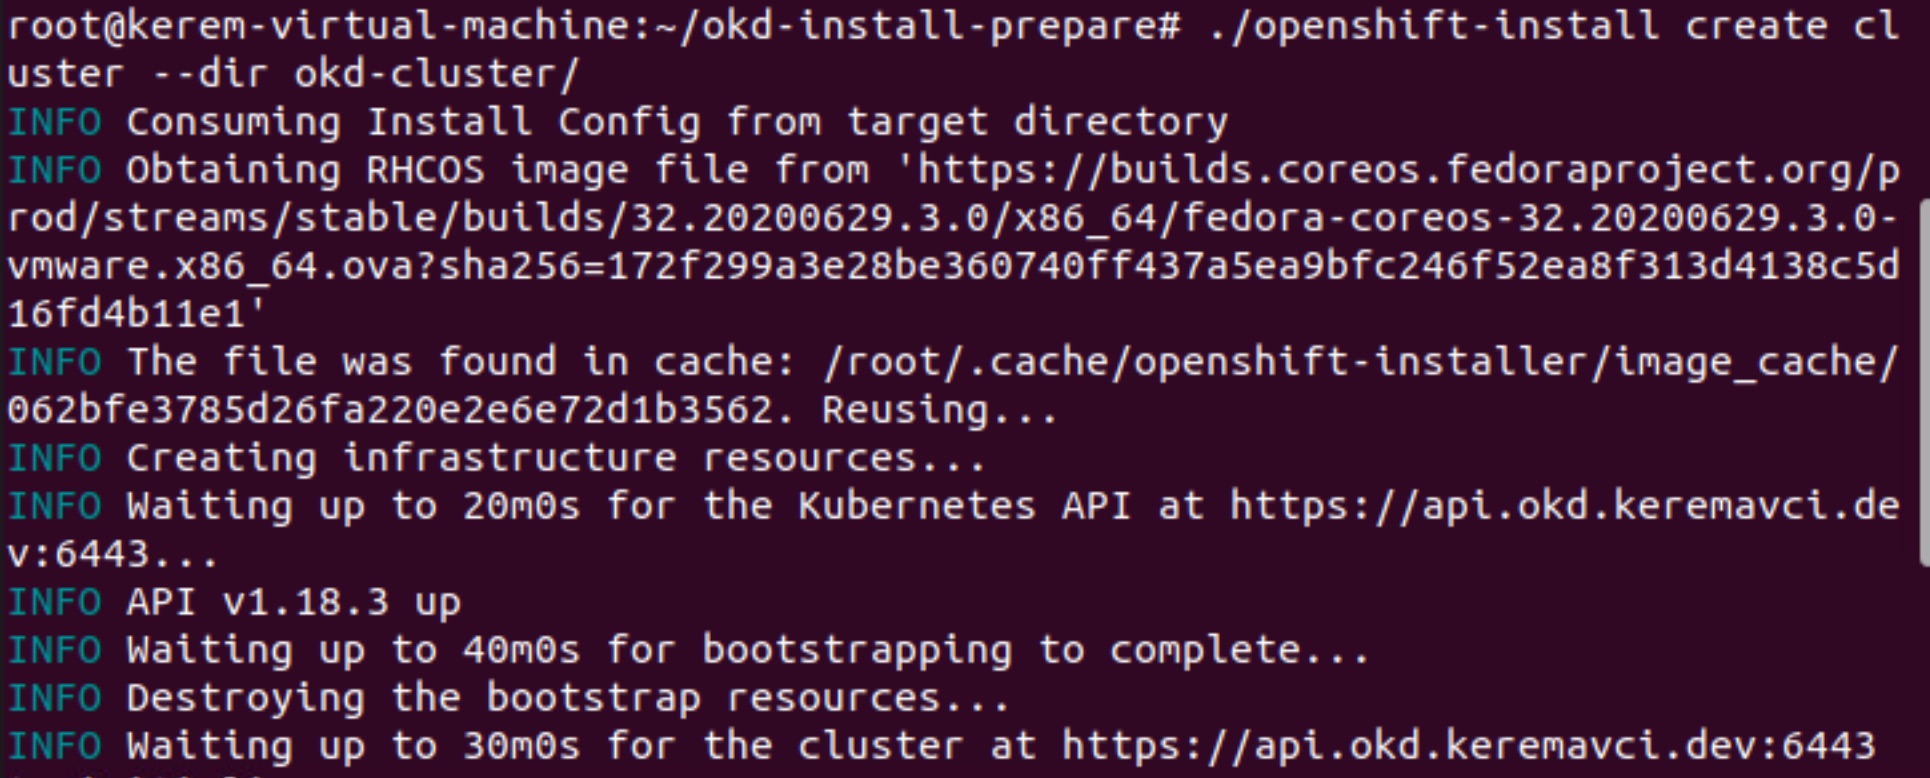 root@kerem-virtual-machine:~/okd-install-prepare# ./openshift-install create cl
uster --dir okd-cluster/
INFO Consuming Install Config from target directory
INFO Obtaining RHCOS image file from 'https://builds.coreos.fedoraproject.org/p
rod/streams/stable/builds/32.20200629.3.0/x86_64/fedora-coreos-32.20200629.3.0-
vmware.x86_64.ova?sha256=172f299a3e28be360740ff437a5ea9bfc246f52ea8f313d4138c5d
16fd4b11e1'
INFO The file was found in cache: /root/.cache/openshift-installer/image_cache/
062bfe3785d26fa220e2e6e72d1b3562. Reusing...
INFO Creating infrastructure resources...
INFO Waiting up to 20m0s for the Kubernetes API at https://api.okd.keremavci.de
v:6443...
INFO API v1.18.3 up
INFO Waiting up to 40m0s for bootstrapping to complete...
INFO Destroying the bootstrap resources...
INFO Waiting up to 30m0s for the cluster at https://api.okd.keremavci.dev:6443